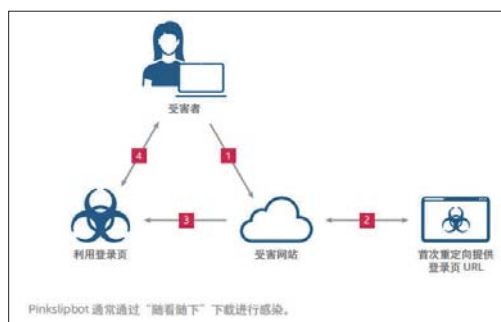 受害者
4
1
3
2
利用登录页
受害网站
首次重定向提供
登录页 URL
Pinkslipbot 通常通过“随看随下”下载进行感染。